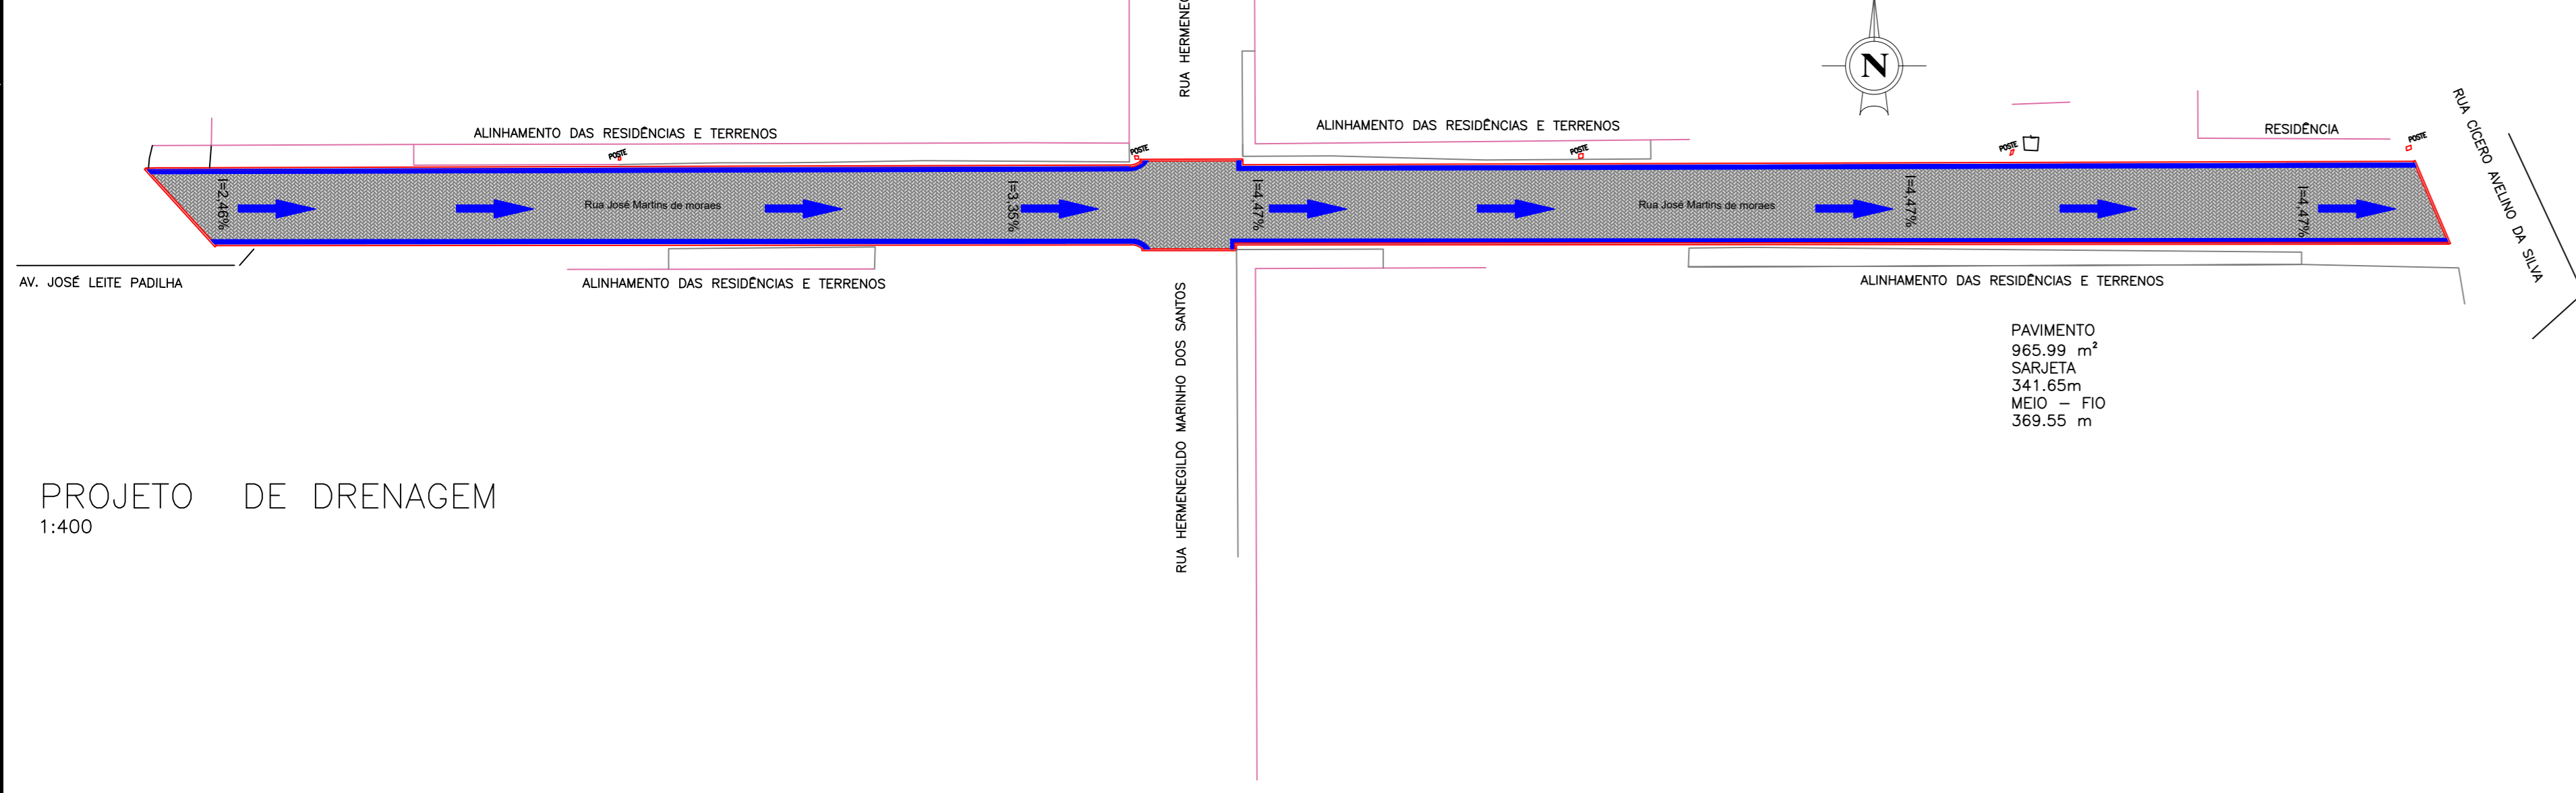 RUA HERMENEG
N
ALINHAMENTO DAS RESIDÊNCIAS E TERRENOS
ALINHAMENTO DAS RESIDÊNCIAS E TERRENOS
RESIDÊNCIA
RUA CÍCERO AVELINO DA SILVA
POSTE
POSTE
POSTE
POSTE
POSTE
I=2,46%
Rua José Martins de moraes
I=3,35%
I=4,47%
Rua José Martins de moraes
I=4,47%
I=4,47%
AV. JOSÉ LEITE PADILHA
ALINHAMENTO DAS RESIDÊNCIAS E TERRENOS
RUA HERMENEGILDO MARINHO DOS SANTOS
ALINHAMENTO DAS RESIDÊNCIAS E TERRENOS
PAVIMENTO
965.99 m²
SARJETA
341.65m
MEIO – FIO
369.55 m
PROJETO DE DRENAGEM
1:400